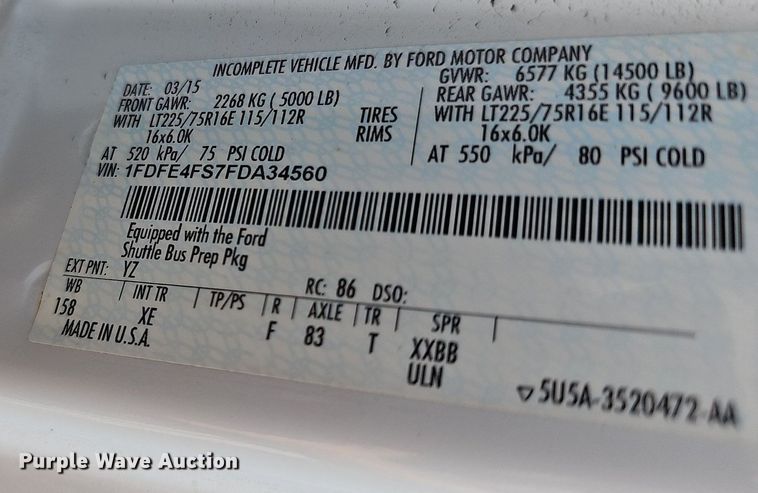 INCOMPLETE VEHICLE MFD. BY FORD MOTOR COMPANY
DATE: 03/15
GVWR: 6577 KG (14500 LB)
FRONT GAWR: 2268 KG ( 5000 LB)
REAR GAWR: 4355 KG ( 9600 LB)
WITH LT225/75R16E 115/112R TIRES WITH LT225/75R16E 115/112R
16x6.0K RIMS 16x6.0K
AT 520 kPa/ 75 PSI COLD AT 550 kPa/ 80 PSI COLD
VIN: 1FDFE4FS7FDA34560
Equipped with the Ford
Shuttle Bus Prep Pkg
EXT PNT: YZ RC: 86 DSO:
WB INT TR TP/PS R AXLE TR SPR
158 XE F 83 T XXBB
MADE IN U.S.A. ULN
5U5A-3520472-AA
Purple Wave Auction